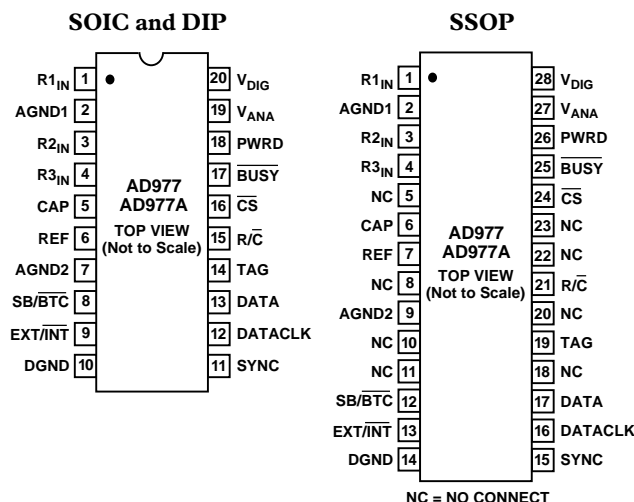 SOIC and DIP
R1IN 1
AGND1 2
R2IN 3
R3IN 4
CAP 5
REF 6
AGND2 7
SB/BTC 8
EXT/INT 9
DGND 10
AD977
AD977A
TOP VIEW
(Not to Scale)
20 VDIG
19 VANA
18 PWRD
17 BUSY
16 CS
15 R/C
14 TAG
13 DATA
12 DATACLK
11 SYNC
SSOP
R1IN 1
AGND1 2
R2IN 3
R3IN 4
NC 5
CAP 6
REF 7
NC 8
AGND2 9
NC 10
NC 11
SB/BTC 12
EXT/INT 13
DGND 14
AD977
AD977A
TOP VIEW
(Not to Scale)
28 VDIG
27 VANA
26 PWRD
25 BUSY
24 CS
23 NC
22 NC
21 R/C
20 NC
19 TAG
18 NC
17 DATA
16 DATACLK
15 SYNC
NC = NO CONNECT